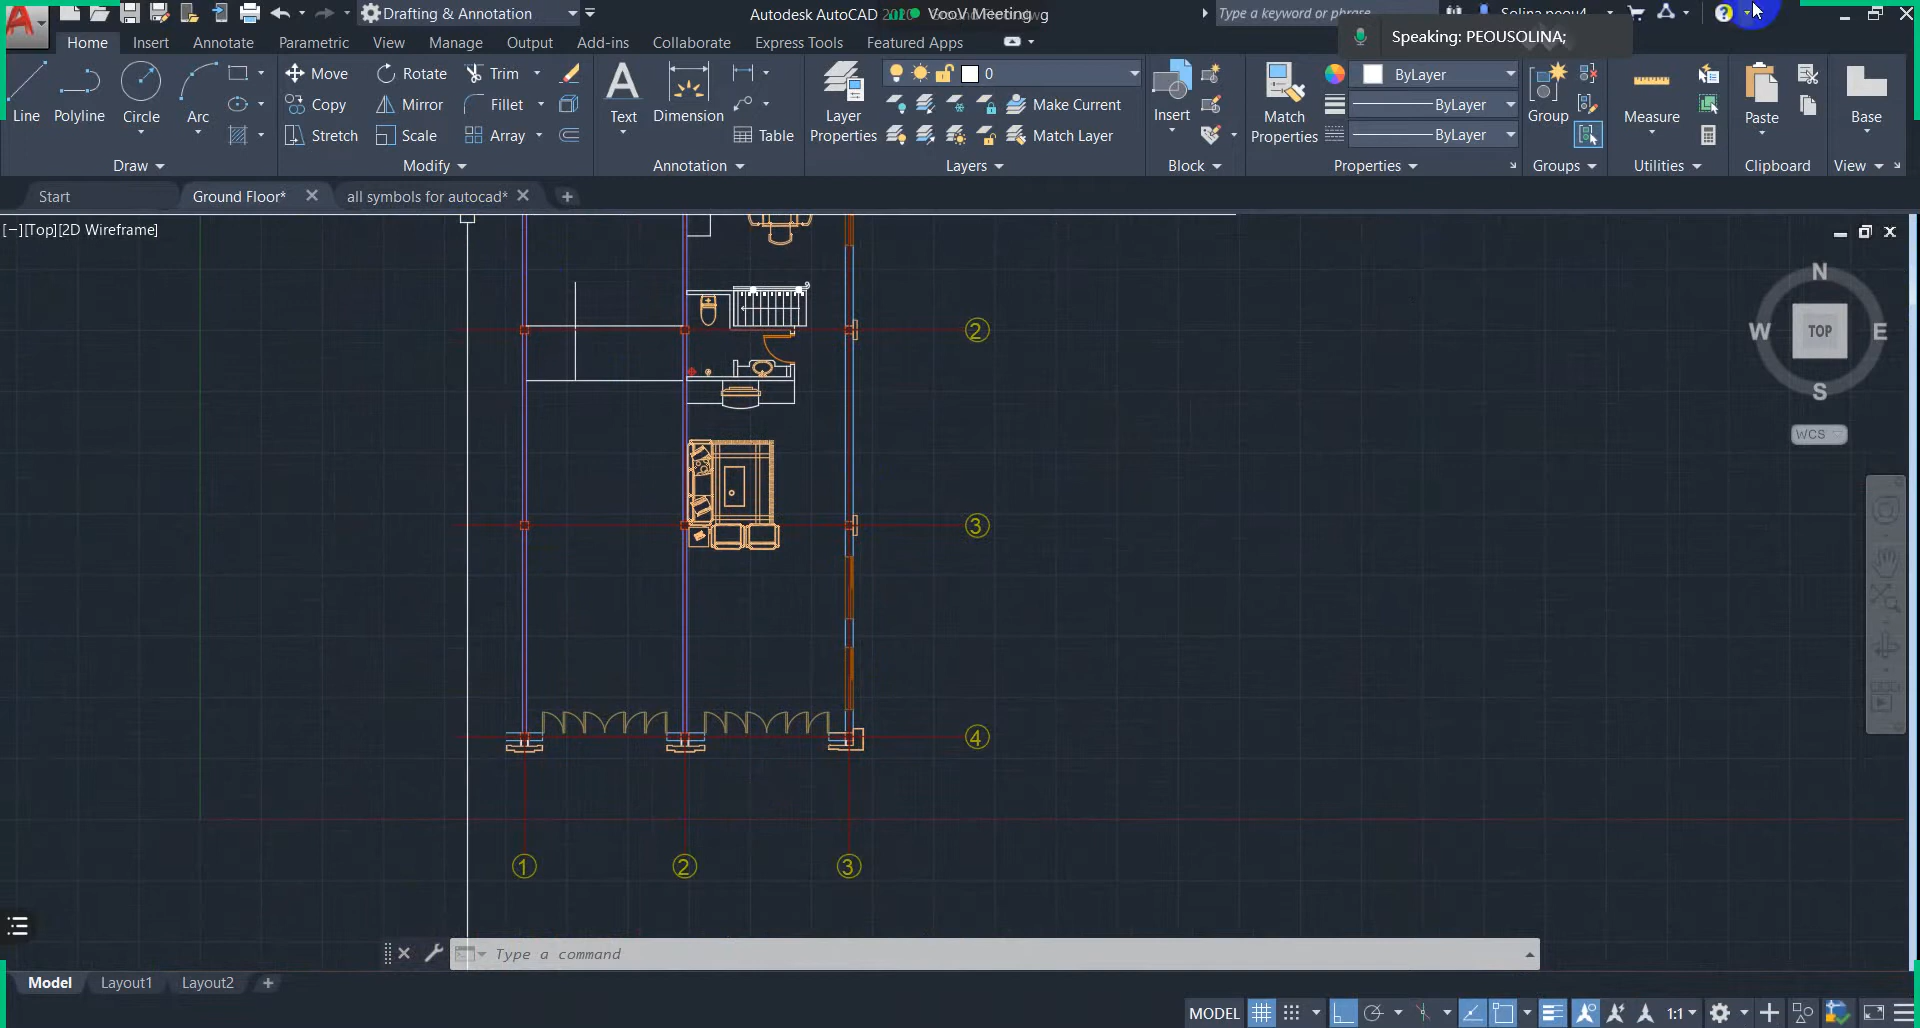 Drafting & Annotation
Autodesk AutoCAD
VooV Meeting
Type a keyword or phrase
Speaking: PEOUSOLINA;
Home Insert Annotate Parametric View Manage Output Add-ins Collaborate Express Tools Featured Apps
Line Polyline Circle Arc
Move Rotate Trim
Copy Mirror Fillet
Stretch Scale Array
Text Dimension Table
Layer Properties
0
Make Current
Match Layer
Insert
Match Properties
ByLayer
ByLayer
ByLayer
Group
Measure
Paste
Base
Draw Modify Annotation Layers Block Properties Groups Utilities Clipboard View
Start Ground Floor* all symbols for autocad*
[−][Top][2D Wireframe]
N
W TOP E
S
WCS
2
3
4
1 2 3
Type a command
Model Layout1 Layout2
MODEL 1:1